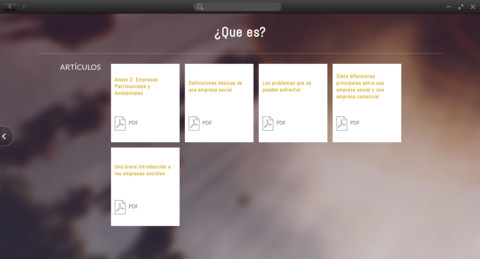 ¿Que es?
ARTÍCULOS
Anexo 2: Empresas
Patrimoniales y
Ambientales
PDF
Definiciones básicas de
una empresa social
PDF
Los problemas que se
pueden enfrentar
PDF
Siete diferencias
principales entre una
empresa social y una
empresa comercial
PDF
Una breve introducción a
las empresas sociales
PDF